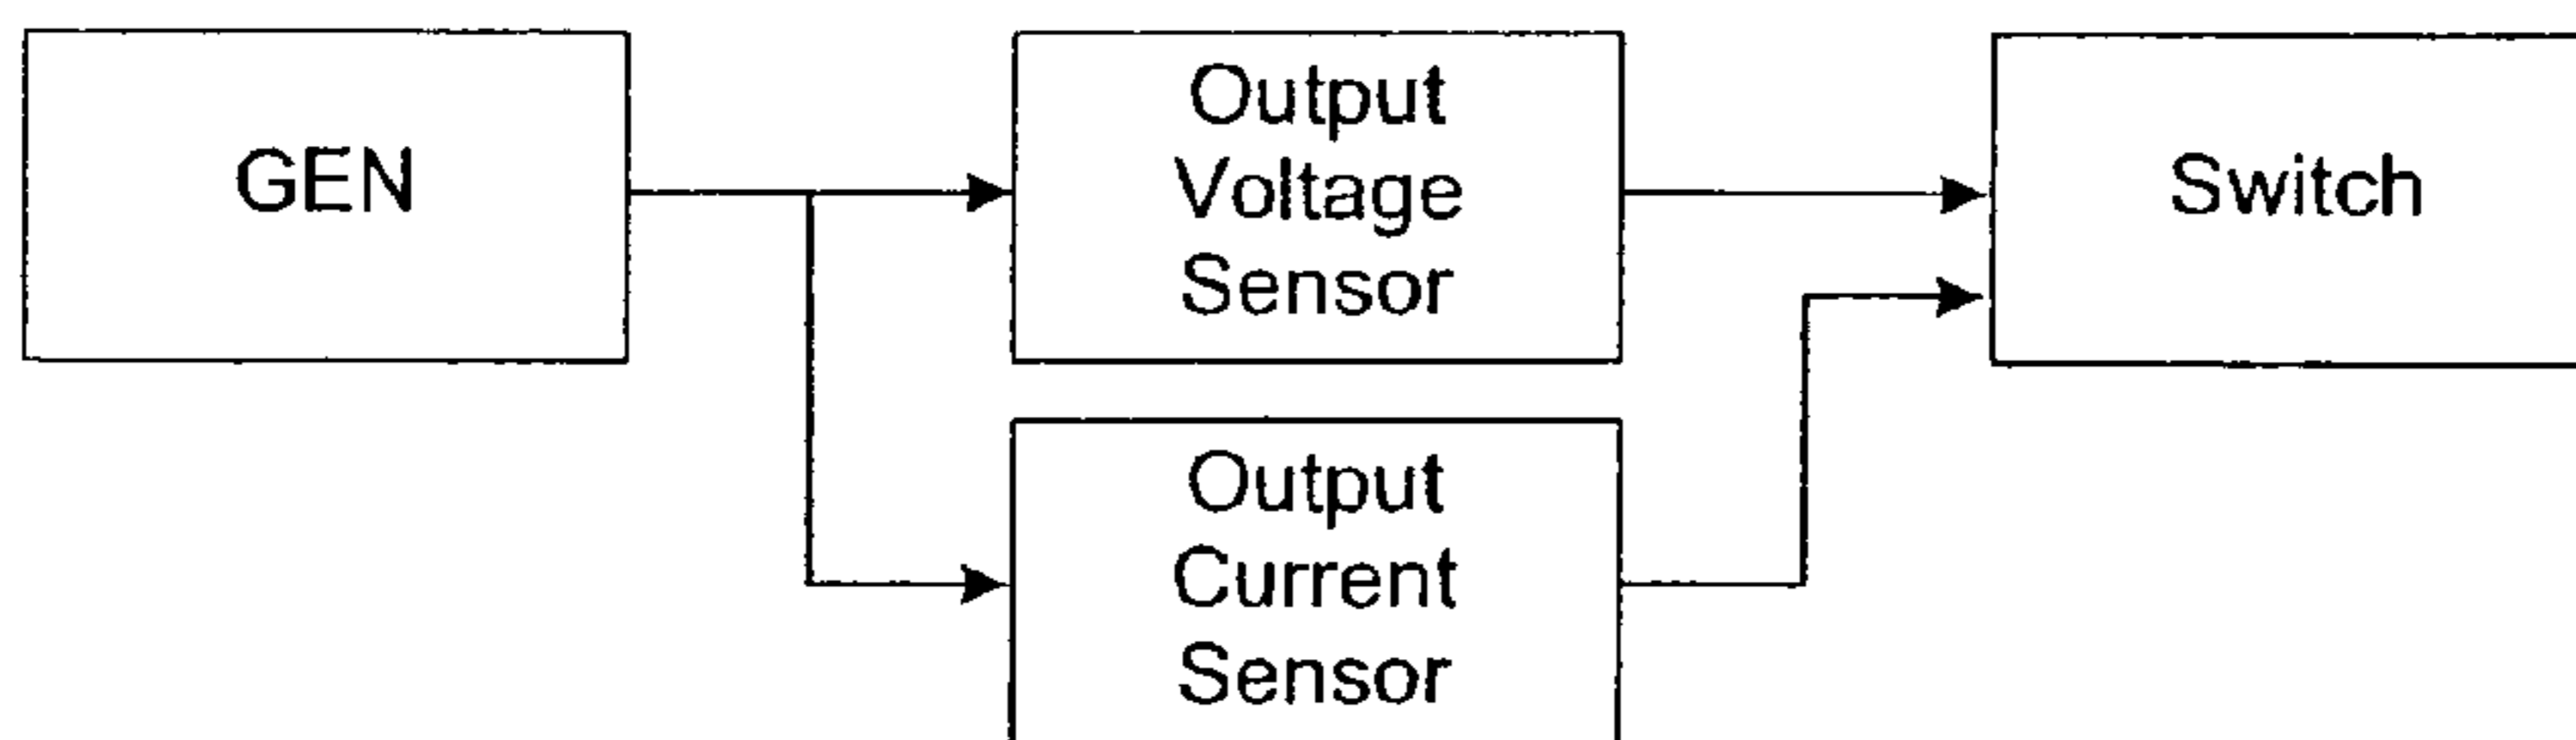 GEN
Output
Voltage
Sensor
Switch
Output
Current
Sensor